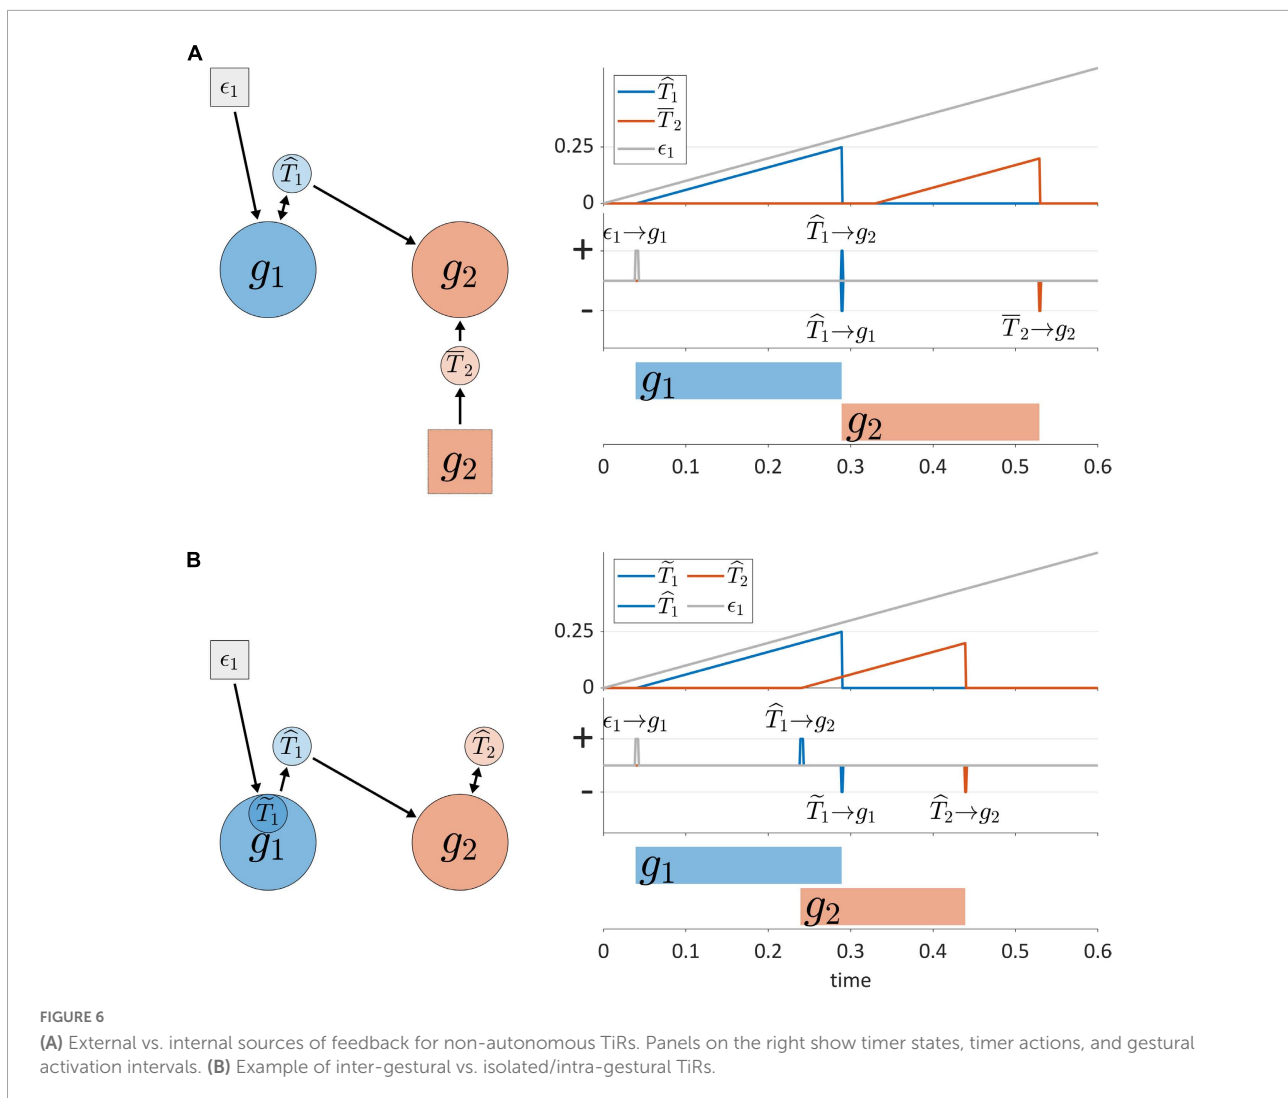 A
ϵ₁
T̂₁
g₁
g₂
T̅₂
g₂
T̂₁
T̅₂
ϵ₁
0.25
0
+
-
ϵ₁→g₁
T̂₁→g₂
T̂₁→g₁
T̅₂→g₂
g₁
g₂
0 0.1 0.2 0.3 0.4 0.5 0.6
B
ϵ₁
T̂₁
T̂₂
T̃₁
g₁
g₂
T̃₁ T̂₂
T̂₁ ϵ₁
0.25
0
+
-
ϵ₁→g₁
T̂₁→g₂
T̃₁→g₁
T̂₂→g₂
g₁
g₂
0 0.1 0.2 0.3 0.4 0.5 0.6
time
FIGURE 6
(A) External vs. internal sources of feedback for non-autonomous TiRs. Panels on the right show timer states, timer actions, and gestural
activation intervals. (B) Example of inter-gestural vs. isolated/intra-gestural TiRs.